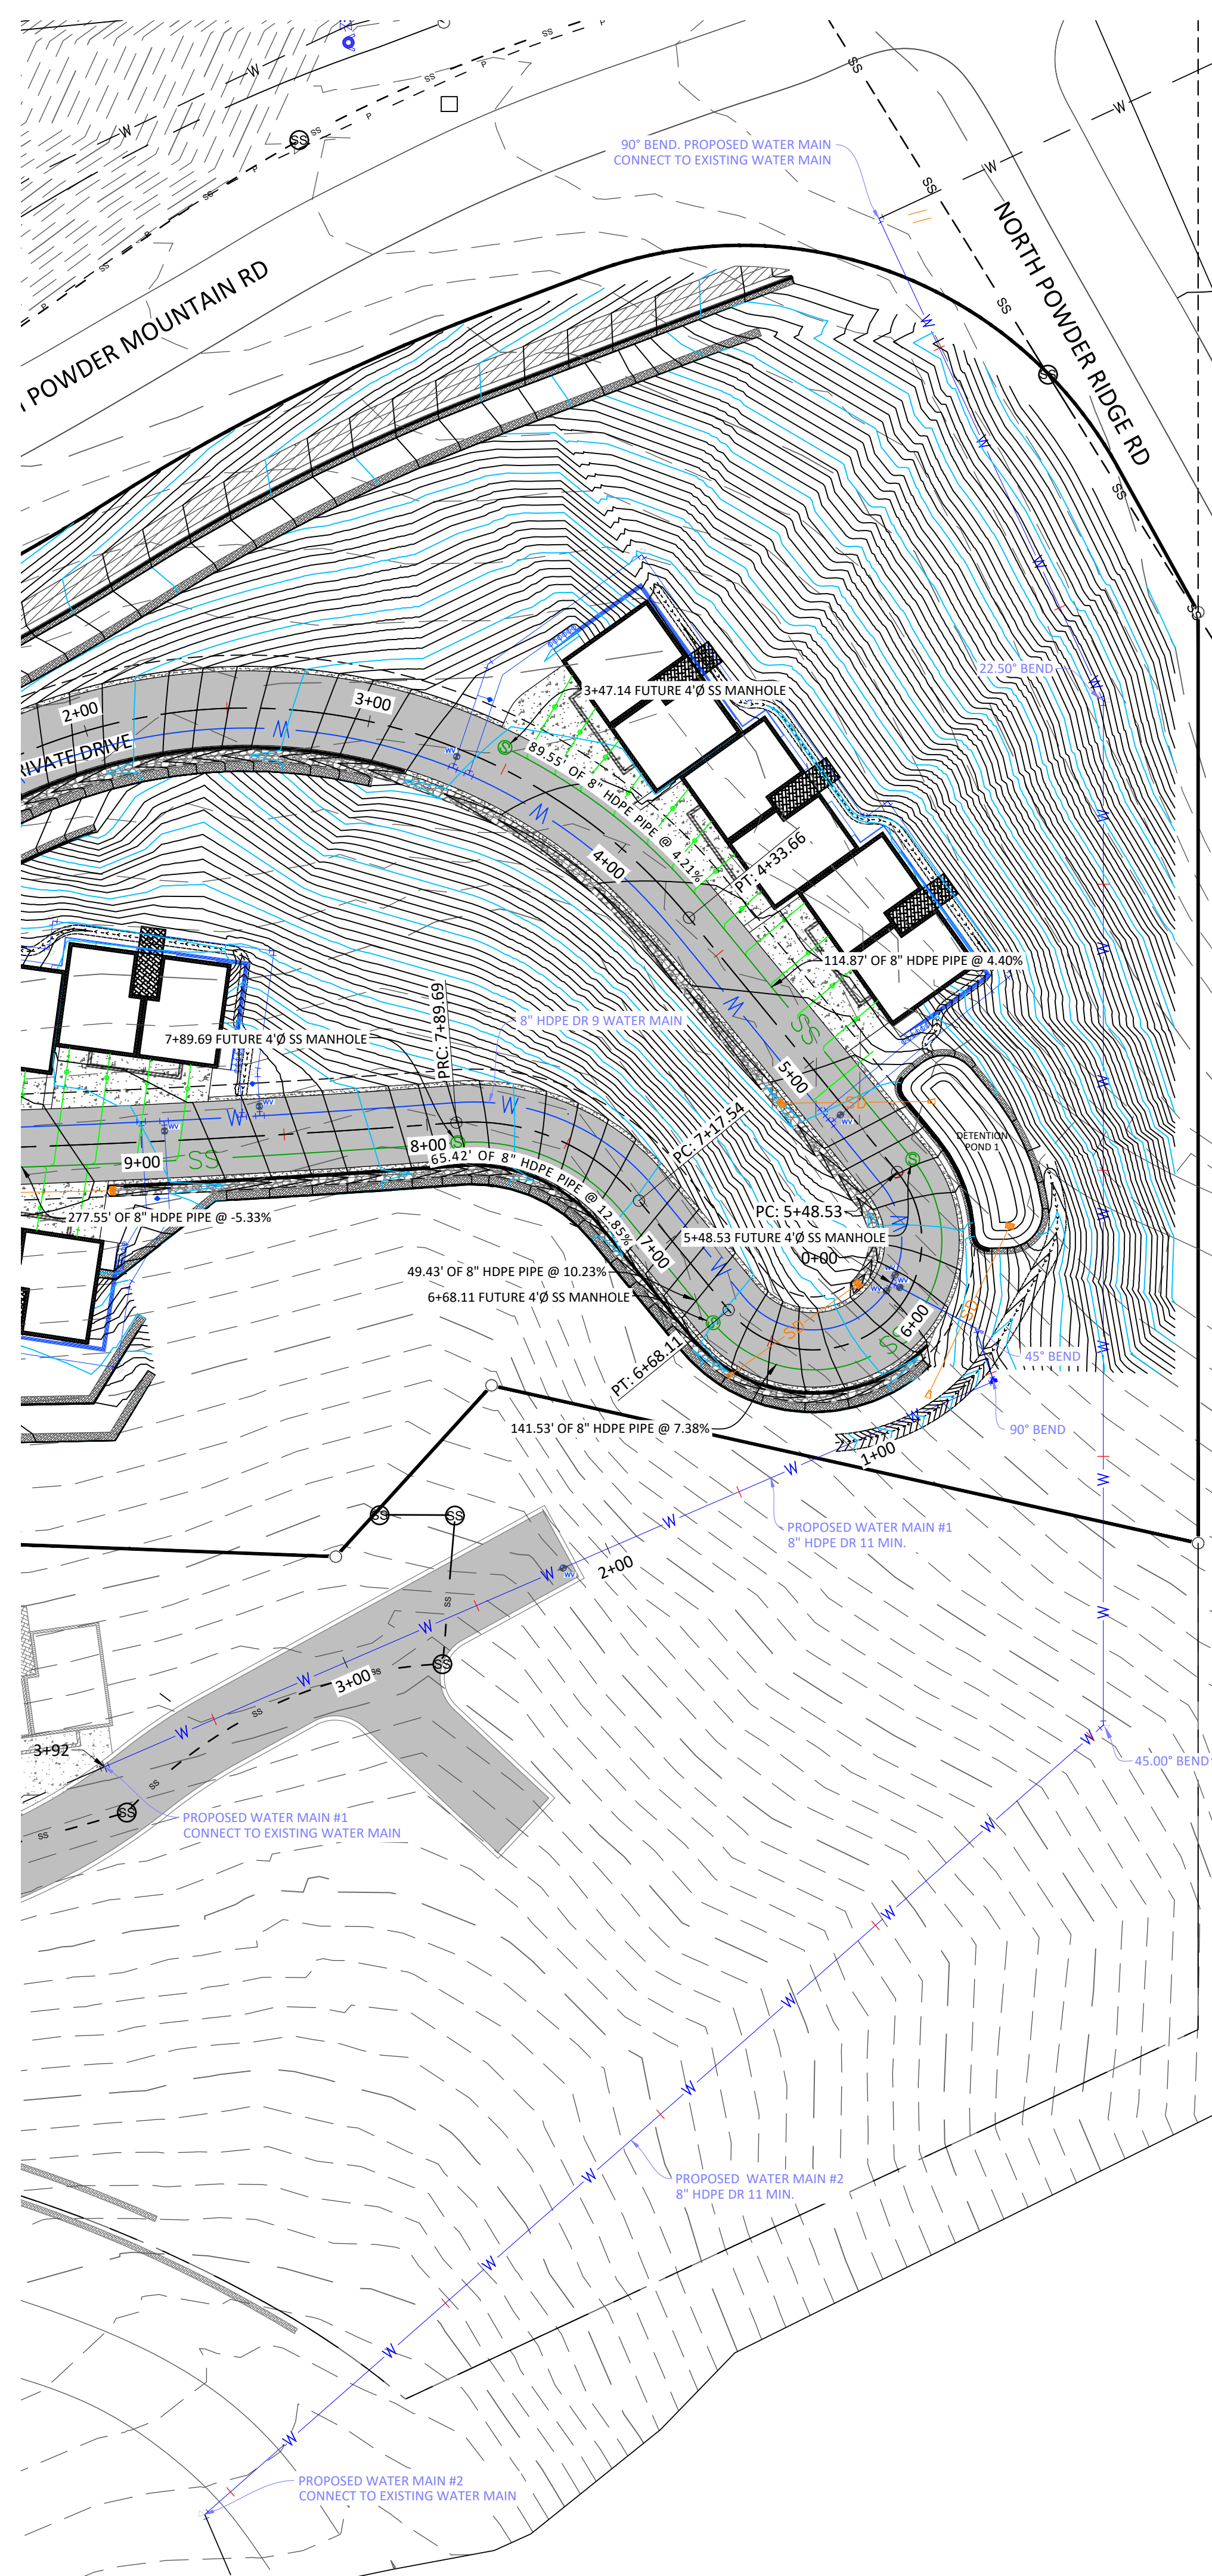 90° BEND. PROPOSED WATER MAIN
CONNECT TO EXISTING WATER MAIN
POWDER MOUNTAIN RD
NORTH POWDER RIDGE RD
22.50° BEND
3+47.14 FUTURE 4'Ø SS MANHOLE
2+00
3+00
89.55' OF 8" HDPE PIPE @ 4.21%
4+00
PT: 4+33.66
114.87' OF 8" HDPE PIPE @ 4.40%
8" HDPE DR 9 WATER MAIN
PRC: 7+89.69
7+89.69 FUTURE 4'Ø SS MANHOLE
5+00
SS
SD
DETENTION
POND 1
PC: 7+17.54
8+00
9+00
SS
65.42' OF 8" HDPE PIPE @ 12.85%
277.55' OF 8" HDPE PIPE @ -5.33%
PC: 5+48.53
5+48.53 FUTURE 4'Ø SS MANHOLE
0+00
7+00
49.43' OF 8" HDPE PIPE @ 10.23%
6+68.11 FUTURE 4'Ø SS MANHOLE
6+00
SS
SD
SD
45° BEND
PT: 6+68.11
141.53' OF 8" HDPE PIPE @ 7.38%
90° BEND
1+00
PROPOSED WATER MAIN #1
8" HDPE DR 11 MIN.
2+00
WV
3+00
3+92
45.00° BEND
PROPOSED WATER MAIN #1
CONNECT TO EXISTING WATER MAIN
PROPOSED WATER MAIN #2
8" HDPE DR 11 MIN.
PROPOSED WATER MAIN #2
CONNECT TO EXISTING WATER MAIN